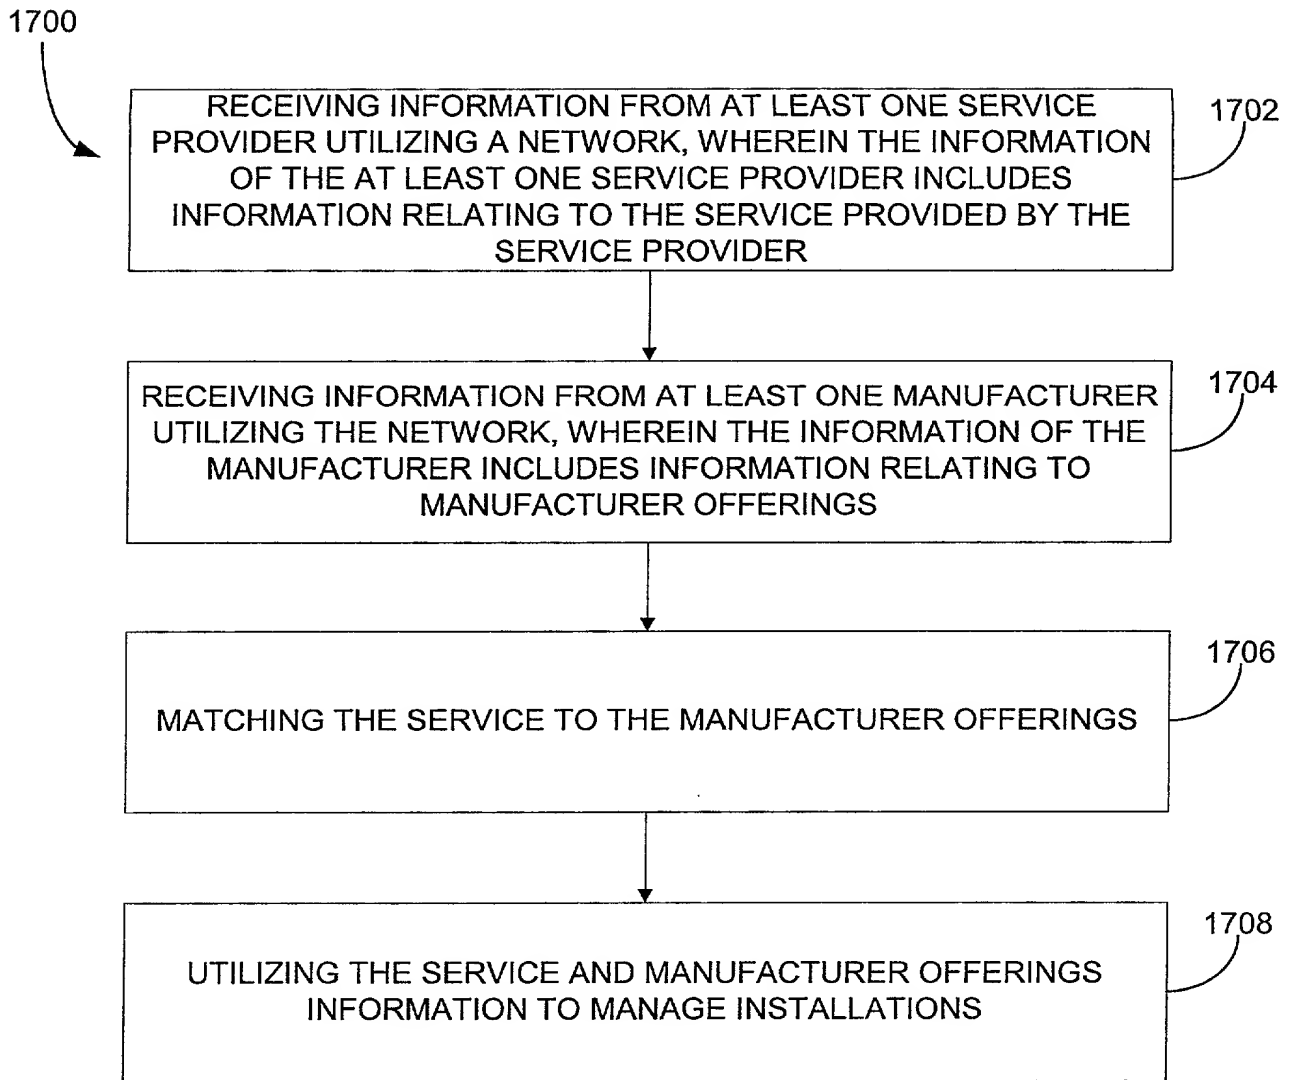 1700
RECEIVING INFORMATION FROM AT LEAST ONE SERVICE
PROVIDER UTILIZING A NETWORK, WHEREIN THE INFORMATION
OF THE AT LEAST ONE SERVICE PROVIDER INCLUDES
INFORMATION RELATING TO THE SERVICE PROVIDED BY THE
SERVICE PROVIDER
1702
RECEIVING INFORMATION FROM AT LEAST ONE MANUFACTURER
UTILIZING THE NETWORK, WHEREIN THE INFORMATION OF THE
MANUFACTURER INCLUDES INFORMATION RELATING TO
MANUFACTURER OFFERINGS
1704
MATCHING THE SERVICE TO THE MANUFACTURER OFFERINGS
1706
UTILIZING THE SERVICE AND MANUFACTURER OFFERINGS
INFORMATION TO MANAGE INSTALLATIONS
1708